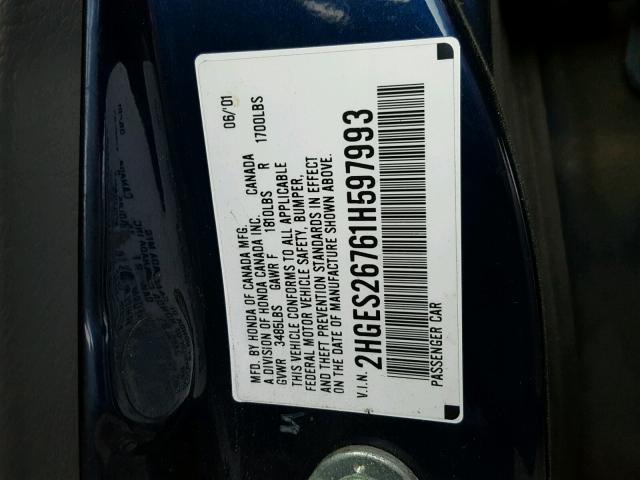 MFD. BY HONDA OF CANADA MFG. 06/'01
A DIVISION OF HONDA CANADA INC. CANADA
GVWR 3485LBS GAWR F 1810LBS R 1700LBS
THIS VEHICLE CONFORMS TO ALL APPLICABLE
FEDERAL MOTOR VEHICLE SAFETY, BUMPER,
AND THEFT PREVENTION STANDARDS IN EFFECT
ON THE DATE OF MANUFACTURE SHOWN ABOVE.
V.I.N. 2HGES26761H597993
PASSENGER CAR